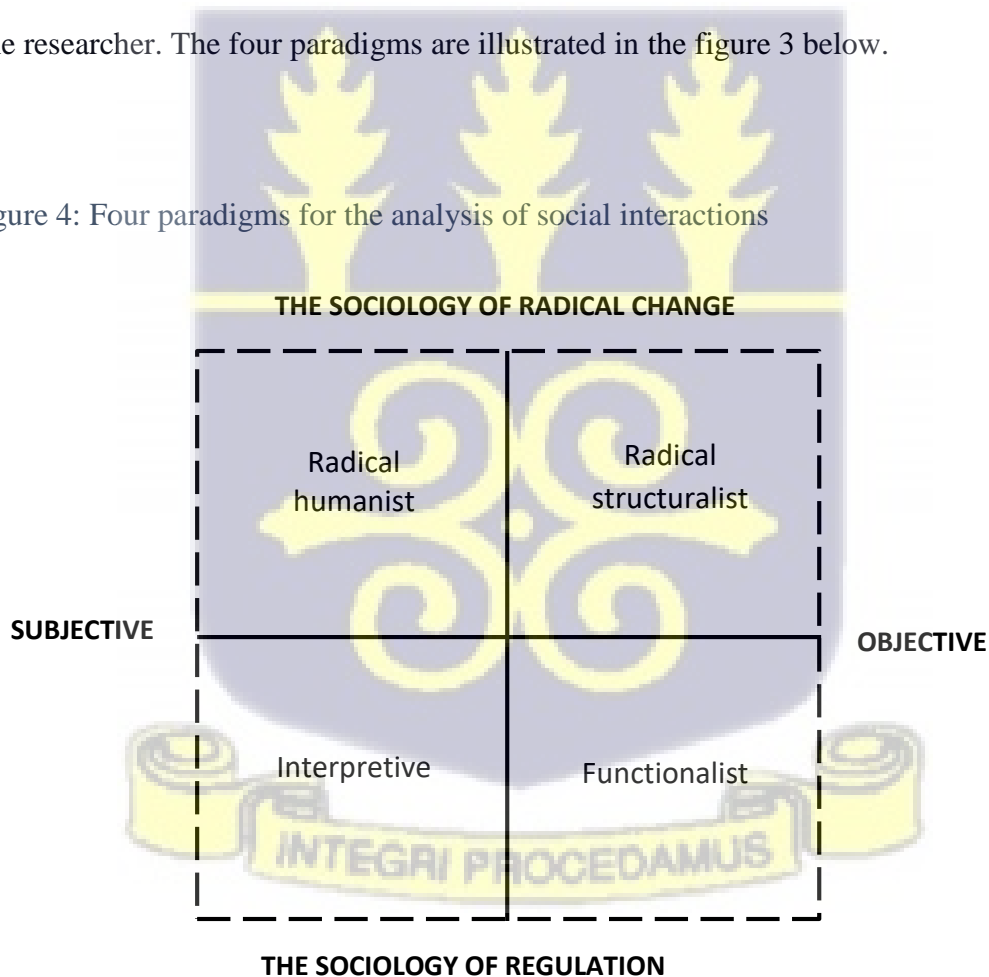 researcher. The four paradigms are illustrated in the figure 3 below.
4: Four paradigms for the analysis of social interactions
THE SOCIOLOGY OF RADICAL CHANGE
Radical
humanist
Radical
structuralist
SUBJECTIVE
OBJECTIVE
Interpretive
Functionalist
INTEGRI PROCEDAMUS
THE SOCIOLOGY OF REGULATION